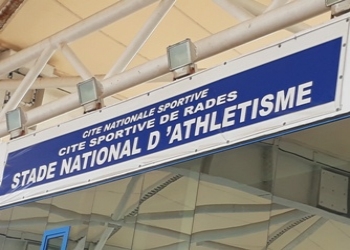 CITE NATIONALE SPORTIVE
CITE SPORTIVE DE RADES
STADE NATIONAL D'ATHLETISME